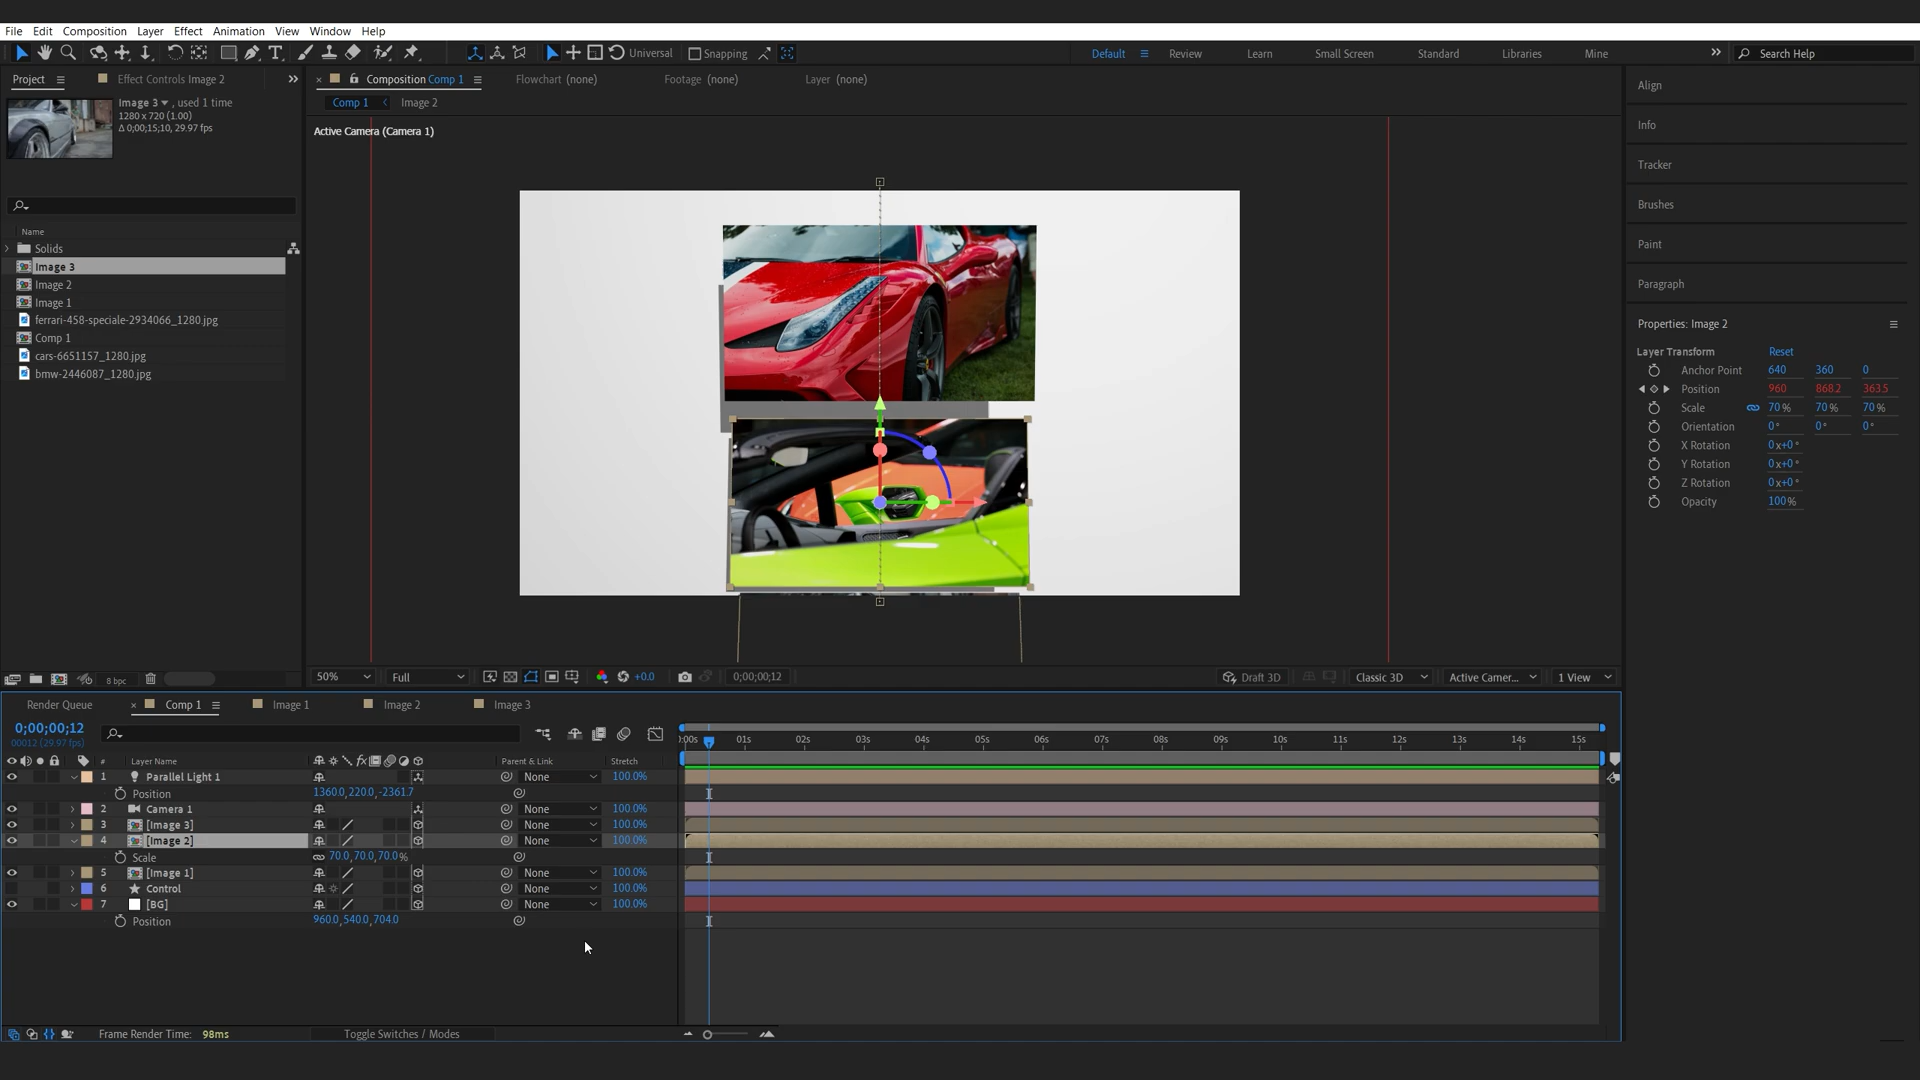 File Edit Composition Layer Effect Animation View Window Help
Universal Snapping Default Review Learn Small Screen Standard Libraries Mine Search Help
Project Effect Controls Image 2 Composition Comp 1 Flowchart (none) Footage (none) Layer (none)
Comp 1 Image 2
Image 3 , used 1 time
1280 x 720 (1.00)
Δ 0;00;15;10, 29.97 fps
Active Camera (Camera 1)
Name
Solids
Image 3
Image 2
Image 1
ferrari-458-speciale-2934066_1280.jpg
Comp 1
cars-6651157_1280.jpg
bmw-2446087_1280.jpg
8 bpc
50% Full +0.0 0;00;00;12 Draft 3D Classic 3D Active Camer... 1 View
Align
Info
Tracker
Brushes
Paint
Paragraph
Properties: Image 2
Layer Transform Reset
Anchor Point 640 360 0
Position 960 868.2 363.5
Scale 70% 70% 70%
Orientation 0° 0° 0°
X Rotation 0x+0°
Y Rotation 0x+0°
Z Rotation 0x+0°
Opacity 100%
Render Queue Comp 1 Image 1 Image 2 Image 3
0;00;00;12
00012 (29.97 fps)
:00s 01s 02s 03s 04s 05s 06s 07s 08s 09s 10s 11s 12s 13s 14s 15s
# Layer Name fx Parent & Link Stretch
1 Parallel Light 1 None 100.0%
Position 1360.0,220.0,-2361.7
2 Camera 1 None 100.0%
3 [Image 3] None 100.0%
4 [Image 2] None 100.0%
Scale 70.0,70.0,70.0%
5 [Image 1] None 100.0%
6 Control None 100.0%
7 [BG] None 100.0%
Position 960.0,540.0,704.0
Frame Render Time: 98ms Toggle Switches / Modes